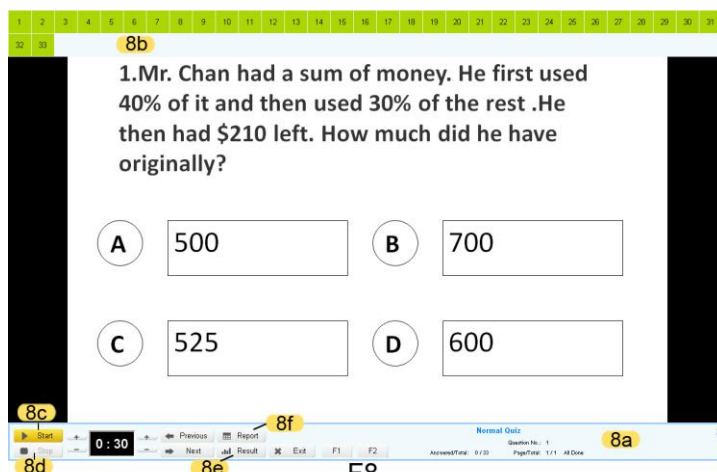 1 2 3 4 5 6 7 8 9 10 11 12 13 14 15 16 17 18 19 20 21 22 23 24 25 26 27 28 29 30 31
32 33
8b
1.Mr. Chan had a sum of money. He first used
40% of it and then used 30% of the rest .He
then had $210 left. How much did he have
originally?
A 500 B 700
C 525 D 600
8c 8f
Start + 0 : 30 + Previous Report Normal Quiz
Question No.: 1 8a
Stop - - Next Result Exit F1 F2 Answered/Total: 0 / 33 Page/Total: 1 / 1 All Done
8d 8e